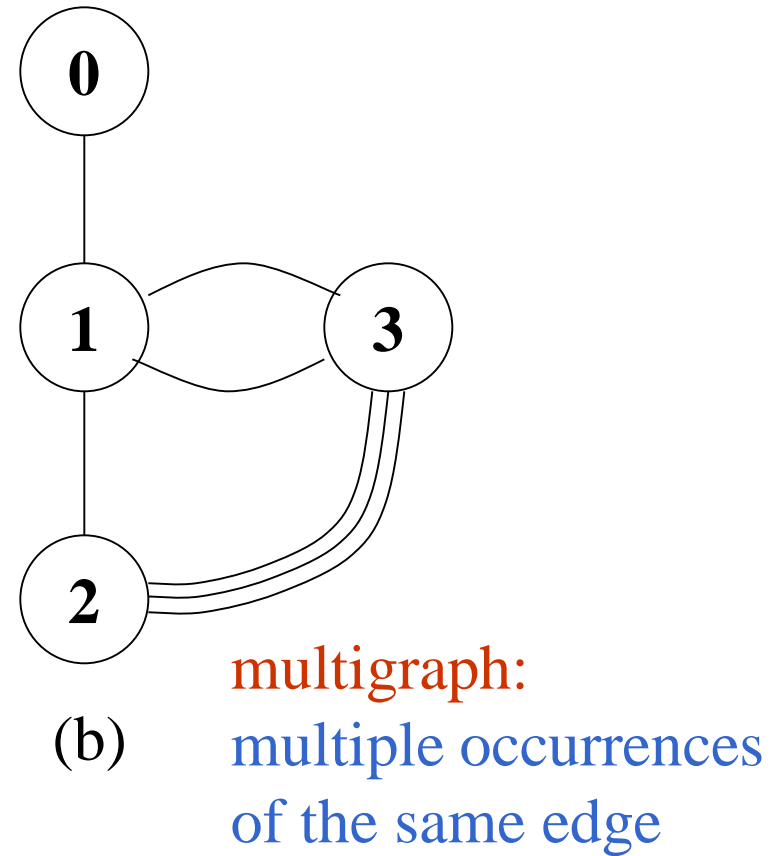 0
1
3
2
(b)
multigraph:
multiple occurrences
of the same edge